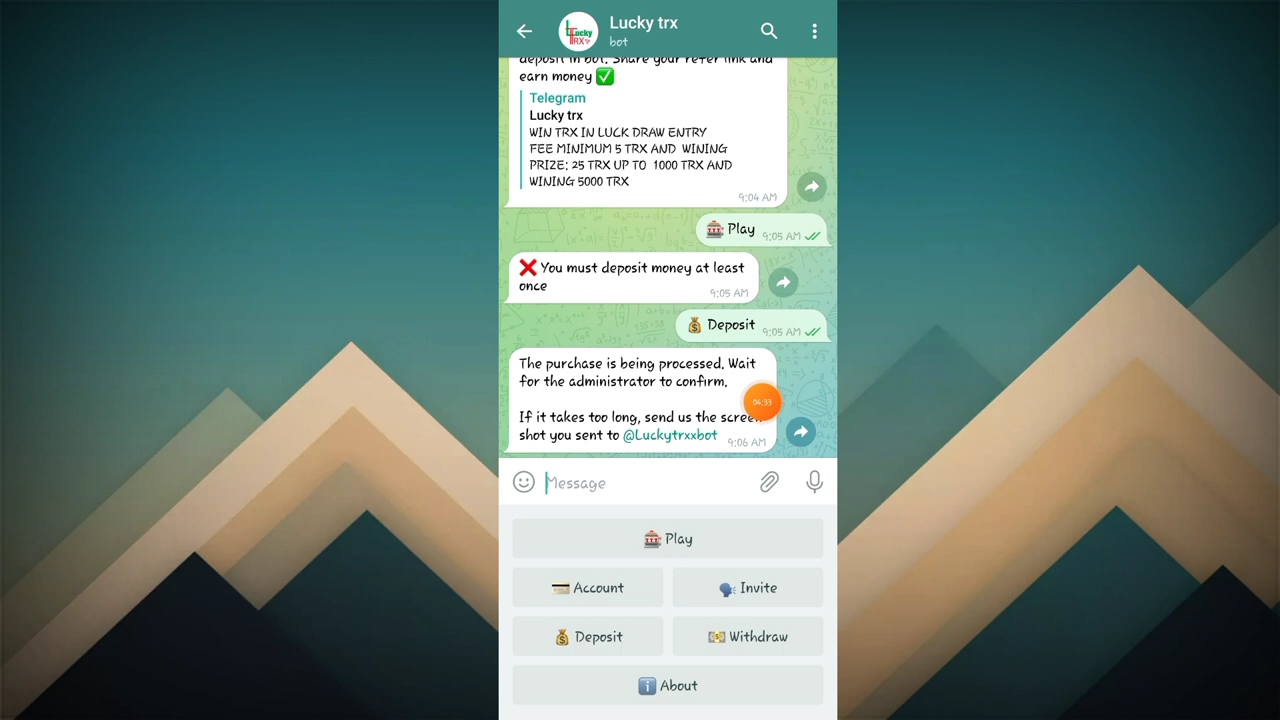 Lucky trx
bot
Lucky
TRX
deposit in bot. Share your refer link and
earn money ✅
Telegram
Lucky trx
WIN TRX IN LUCK DRAW ENTRY
FEE MINIMUM 5 TRX AND WINING
PRIZE: 25 TRX UP TO 1000 TRX AND
WINING 5000 TRX
9:04 AM
🎰 Play 9:05 AM
❌ You must deposit money at least
once
9:05 AM
💰 Deposit 9:05 AM
The purchase is being processed. Wait
for the administrator to confirm.
04:33
If it takes too long, send us the screen
shot you sent to @Luckytrxxbot
9:06 AM
Message
🎰 Play
💳 Account
🗣 Invite
💰 Deposit
💵 Withdraw
ℹ️ About